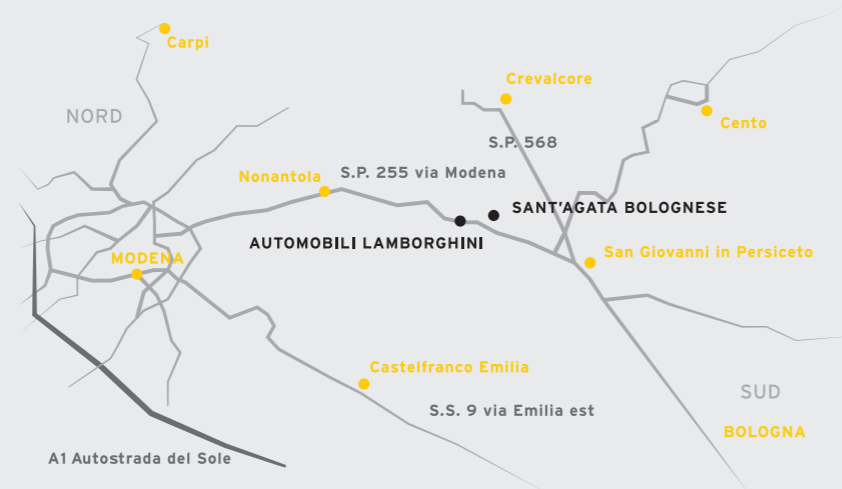 Carpi
Crevalcore
NORD
Cento
S.P. 568
S.P. 255 via Modena
Nonantola
SANT'AGATA BOLOGNESE
AUTOMOBILI LAMBORGHINI
San Giovanni in Persiceto
MODENA
Castelfranco Emilia
SUD
S.S. 9 via Emilia est
BOLOGNA
A1 Autostrada del Sole